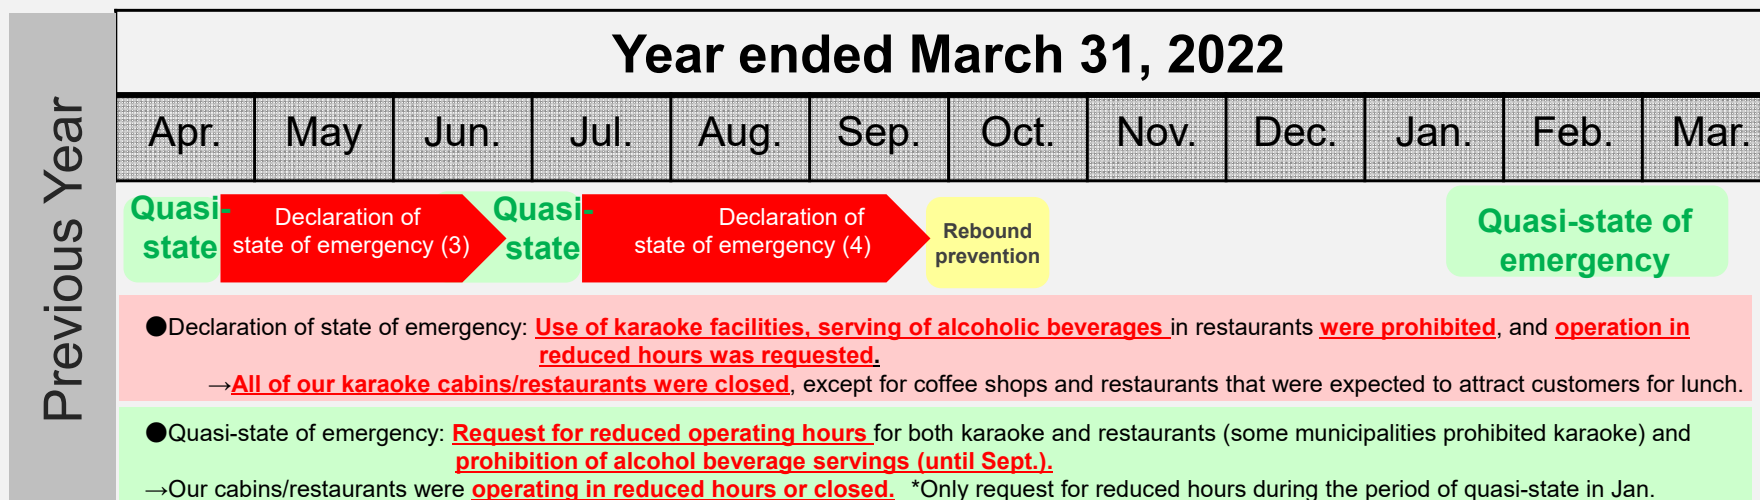 Previous Year
Year ended March 31, 2022
Apr. May Jun. Jul. Aug. Sep. Oct. Nov. Dec. Jan. Feb. Mar.
Quasi-
state
Declaration of
state of emergency (3)
Quasi-
state
Declaration of
state of emergency (4)
Rebound
prevention
Quasi-state of
emergency
●Declaration of state of emergency: Use of karaoke facilities, serving of alcoholic beverages in restaurants were prohibited, and operation in
reduced hours was requested.
→All of our karaoke cabins/restaurants were closed, except for coffee shops and restaurants that were expected to attract customers for lunch.
●Quasi-state of emergency: Request for reduced operating hours for both karaoke and restaurants (some municipalities prohibited karaoke) and
prohibition of alcohol beverage servings (until Sept.).
→Our cabins/restaurants were operating in reduced hours or closed. *Only request for reduced hours during the period of quasi-state in Jan.